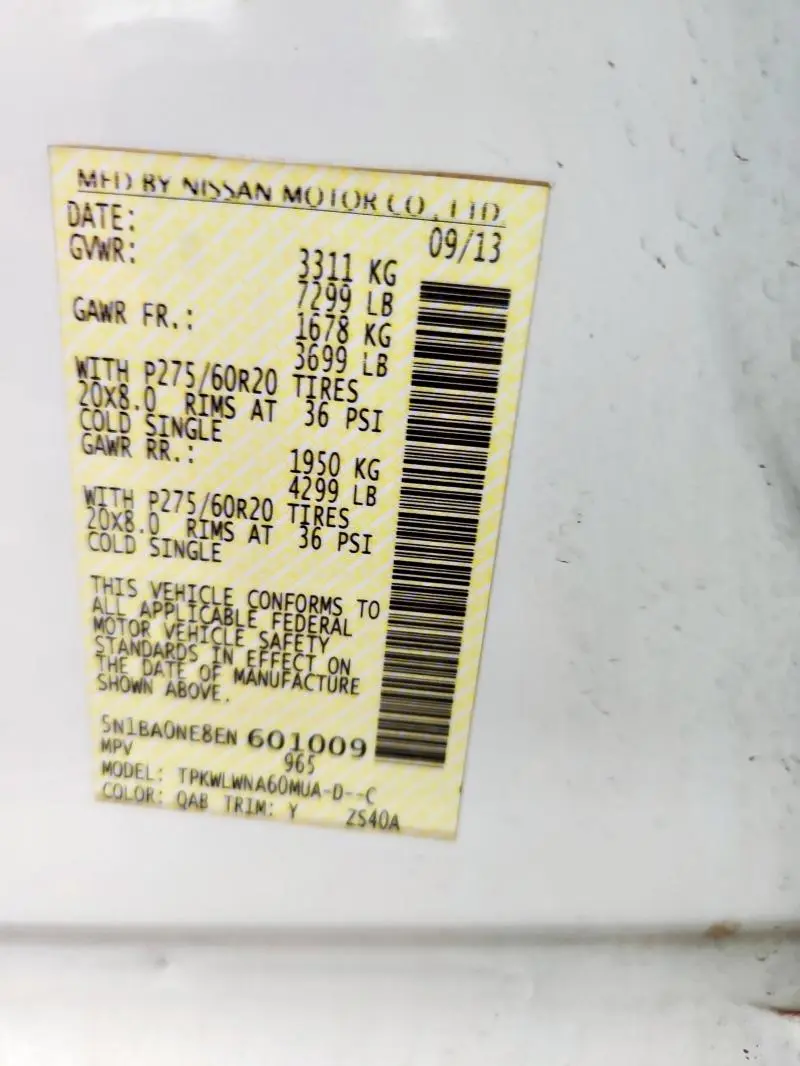 MFD BY NISSAN MOTOR CO., LTD.
DATE: 09/13
GVWR: 3311 KG
7299 LB
GAWR FR.: 1678 KG
3699 LB
WITH P275/60R20 TIRES
20X8.0 RIMS AT 36 PSI
COLD SINGLE
GAWR RR.: 1950 KG
4299 LB
WITH P275/60R20 TIRES
20X8.0 RIMS AT 36 PSI
COLD SINGLE
THIS VEHICLE CONFORMS TO
ALL APPLICABLE FEDERAL
MOTOR VEHICLE SAFETY
STANDARDS IN EFFECT ON
THE DATE OF MANUFACTURE
SHOWN ABOVE.
5N1BA0NE8EN 601009
MPV 965
MODEL: TPKWLWNA60MUA-D--C
COLOR: QAB TRIM: Y ZS40A